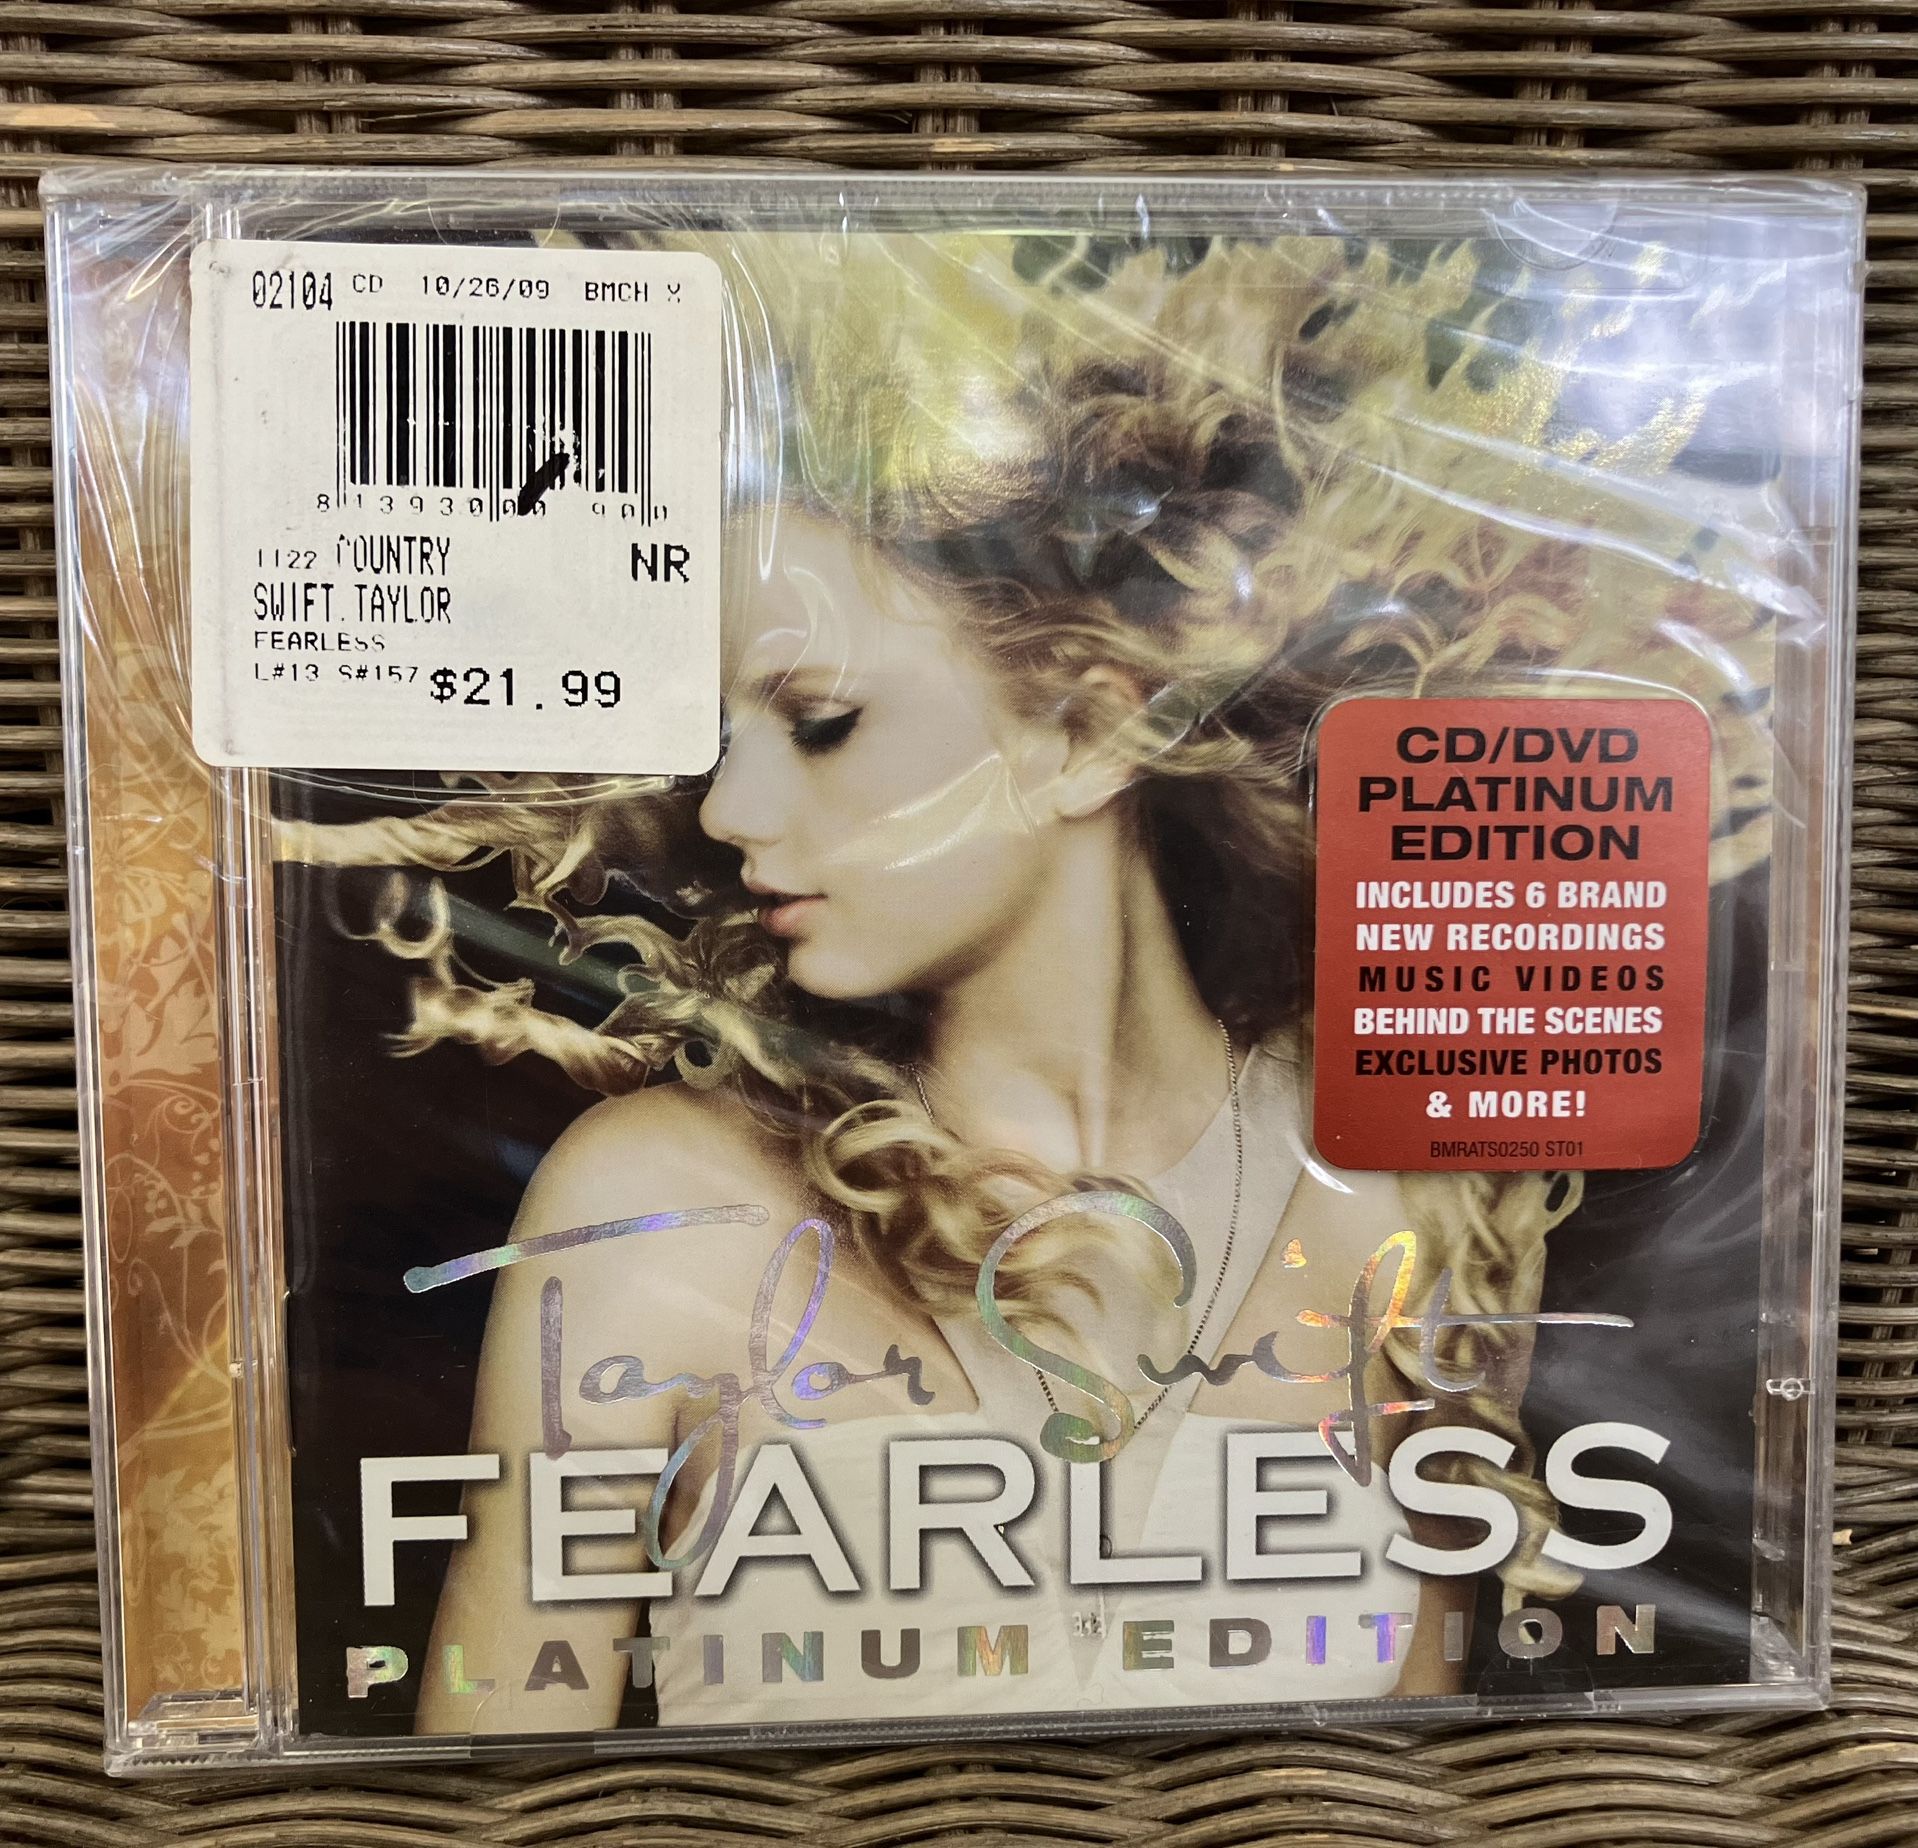 02104 CD 10/26/09 BMCH X
1122 COUNTRY NR
SWIFT, TAYLOR
FEARLESS
L#13 S#157 $21.99
CD/DVD
PLATINUM
EDITION
INCLUDES 6 BRAND
NEW RECORDINGS
MUSIC VIDEOS
BEHIND THE SCENES
EXCLUSIVE PHOTOS
& MORE!
BMRATS0250 ST01
Taylor Swift
FEARLESS
PLATINUM EDITION